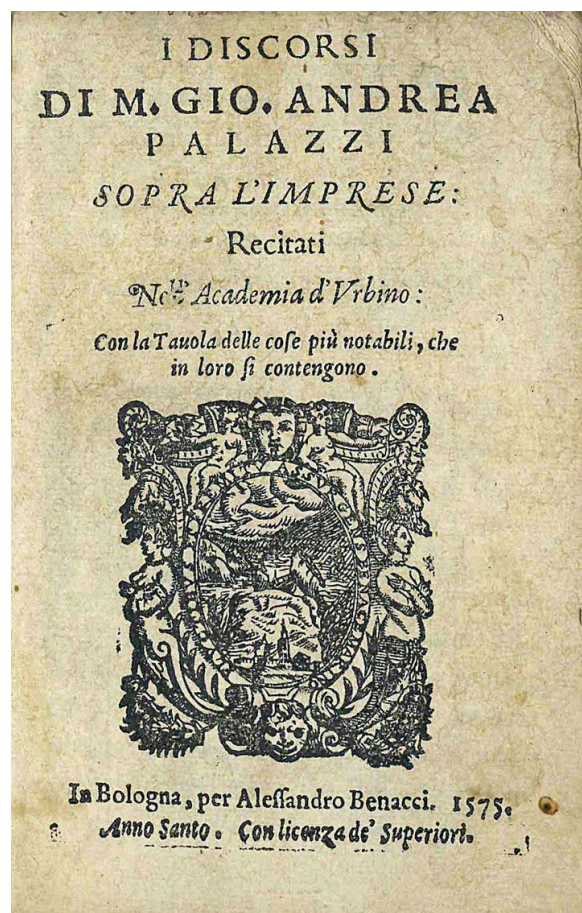 I DISCORSI
DI M. GIO. ANDREA
PALAZZI
SOPRA L'IMPRESE:
Recitati
Nell' Academia d'Vrbino:
Con la Tauola delle coſe più notabili, che
in loro ſi contengono.
In Bologna, per Aleſſandro Benacci. 1575.
Anno Santo. Con licenza de' Superiori.